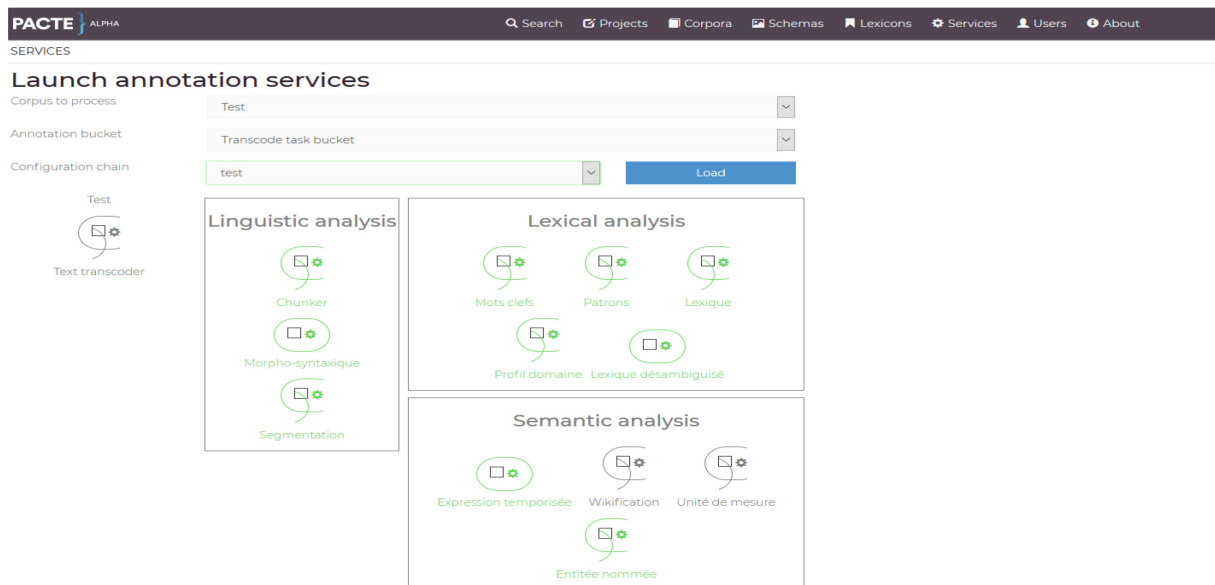 PACTE ALPHA Search Projects Corpora Schemas Lexicons Services Users About
SERVICES
Launch annotation services
Corpus to process Test
Annotation bucket Transcode task bucket
Configuration chain test Load
Test
Text transcoder
Linguistic analysis
Chunker
Morpho-syntaxique
Segmentation
Lexical analysis
Mots clefs Patrons Lexique
Profil domaine Lexique désambiguisé
Semantic analysis
Expression temporisée Wikification Unité de mesure
Entitée nommée